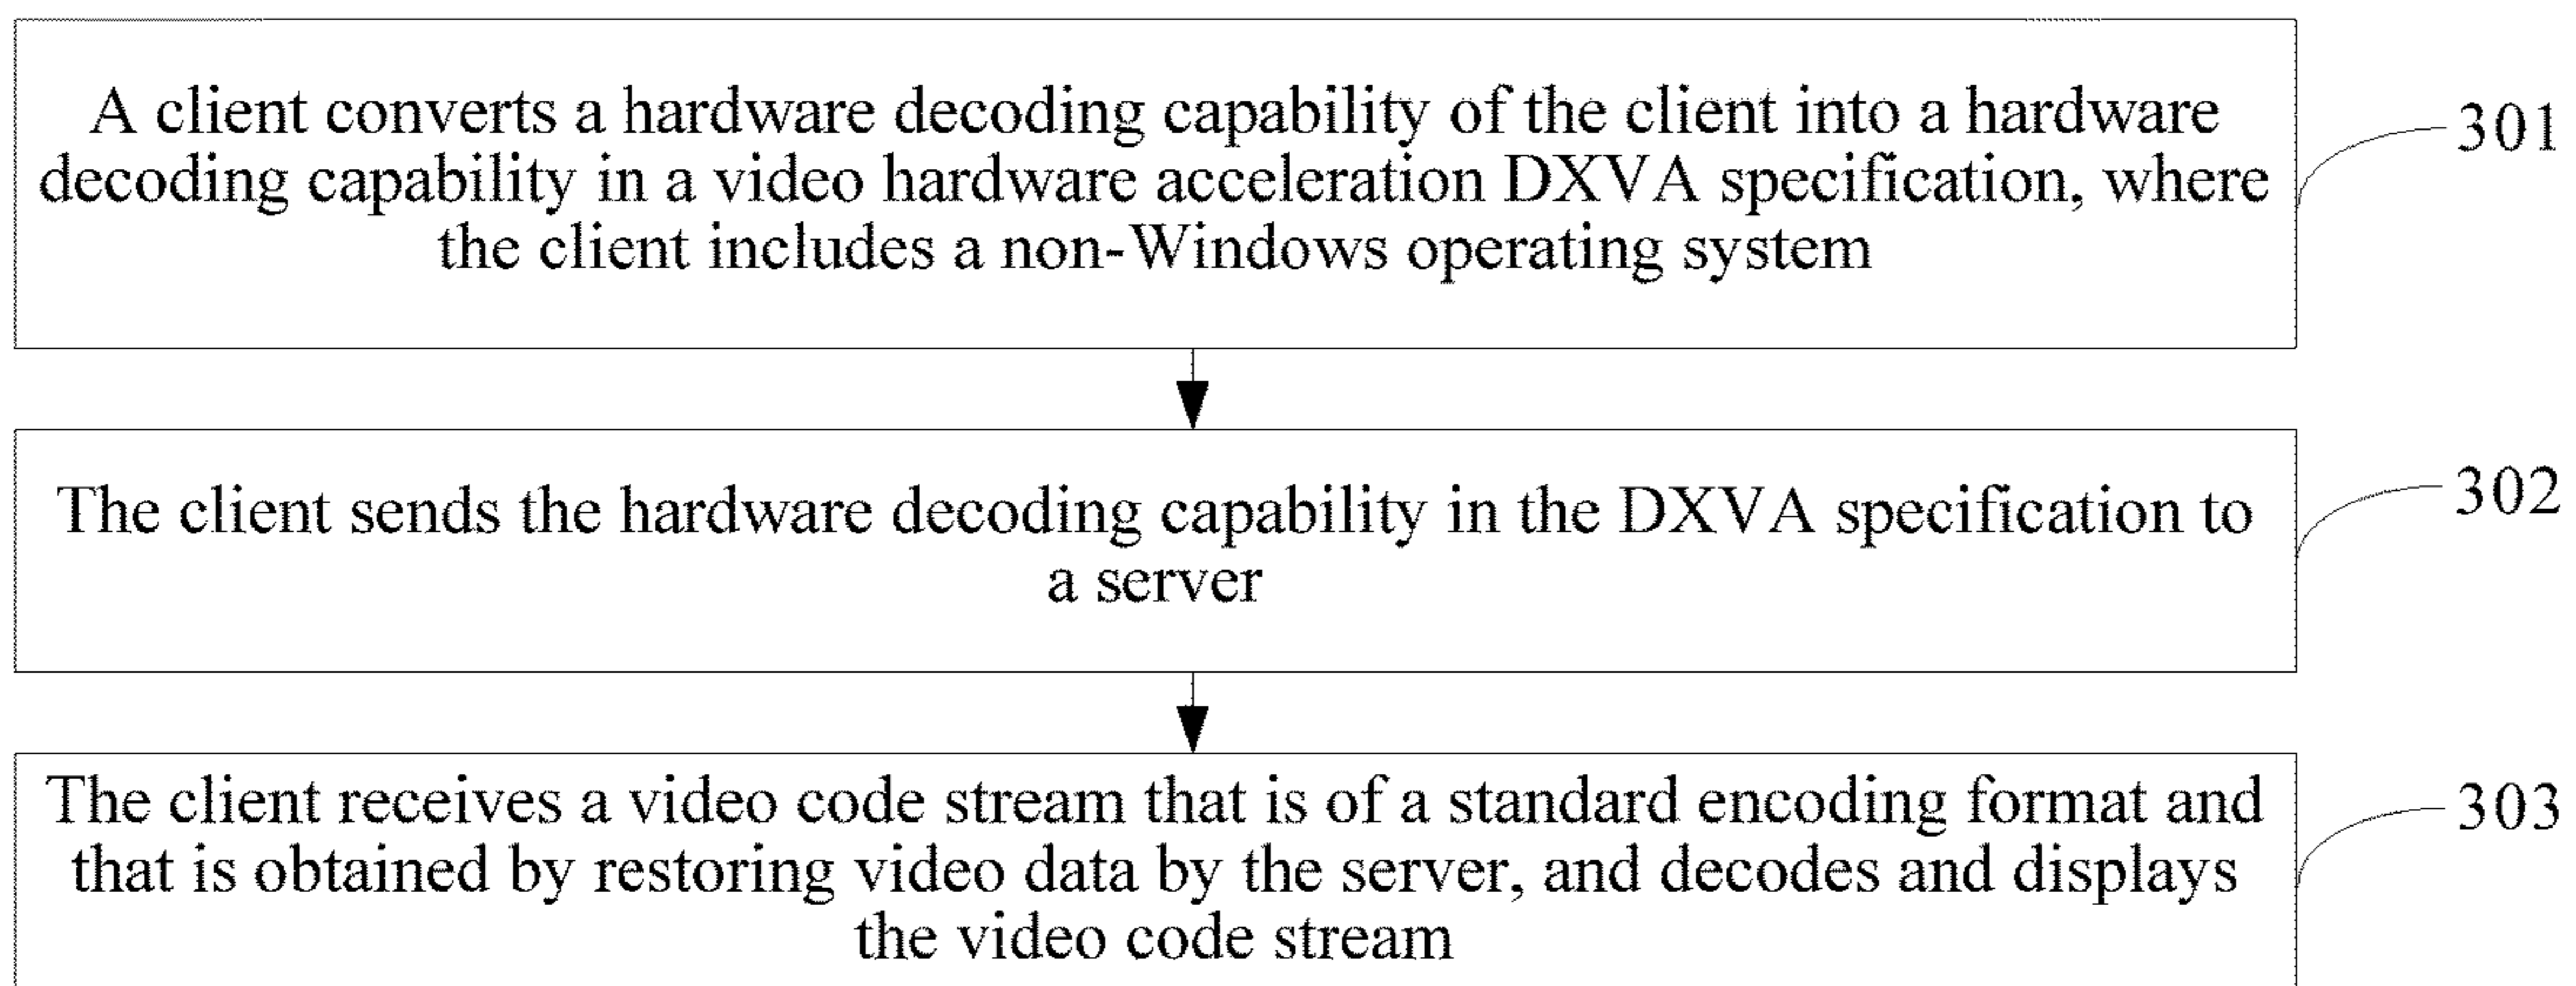 A client converts a hardware decoding capability of the client into a hardware
decoding capability in a video hardware acceleration DXVA specification, where
the client includes a non-Windows operating system
301
The client sends the hardware decoding capability in the DXVA specification to
a server
302
The client receives a video code stream that is of a standard encoding format and
that is obtained by restoring video data by the server, and decodes and displays
the video code stream
303